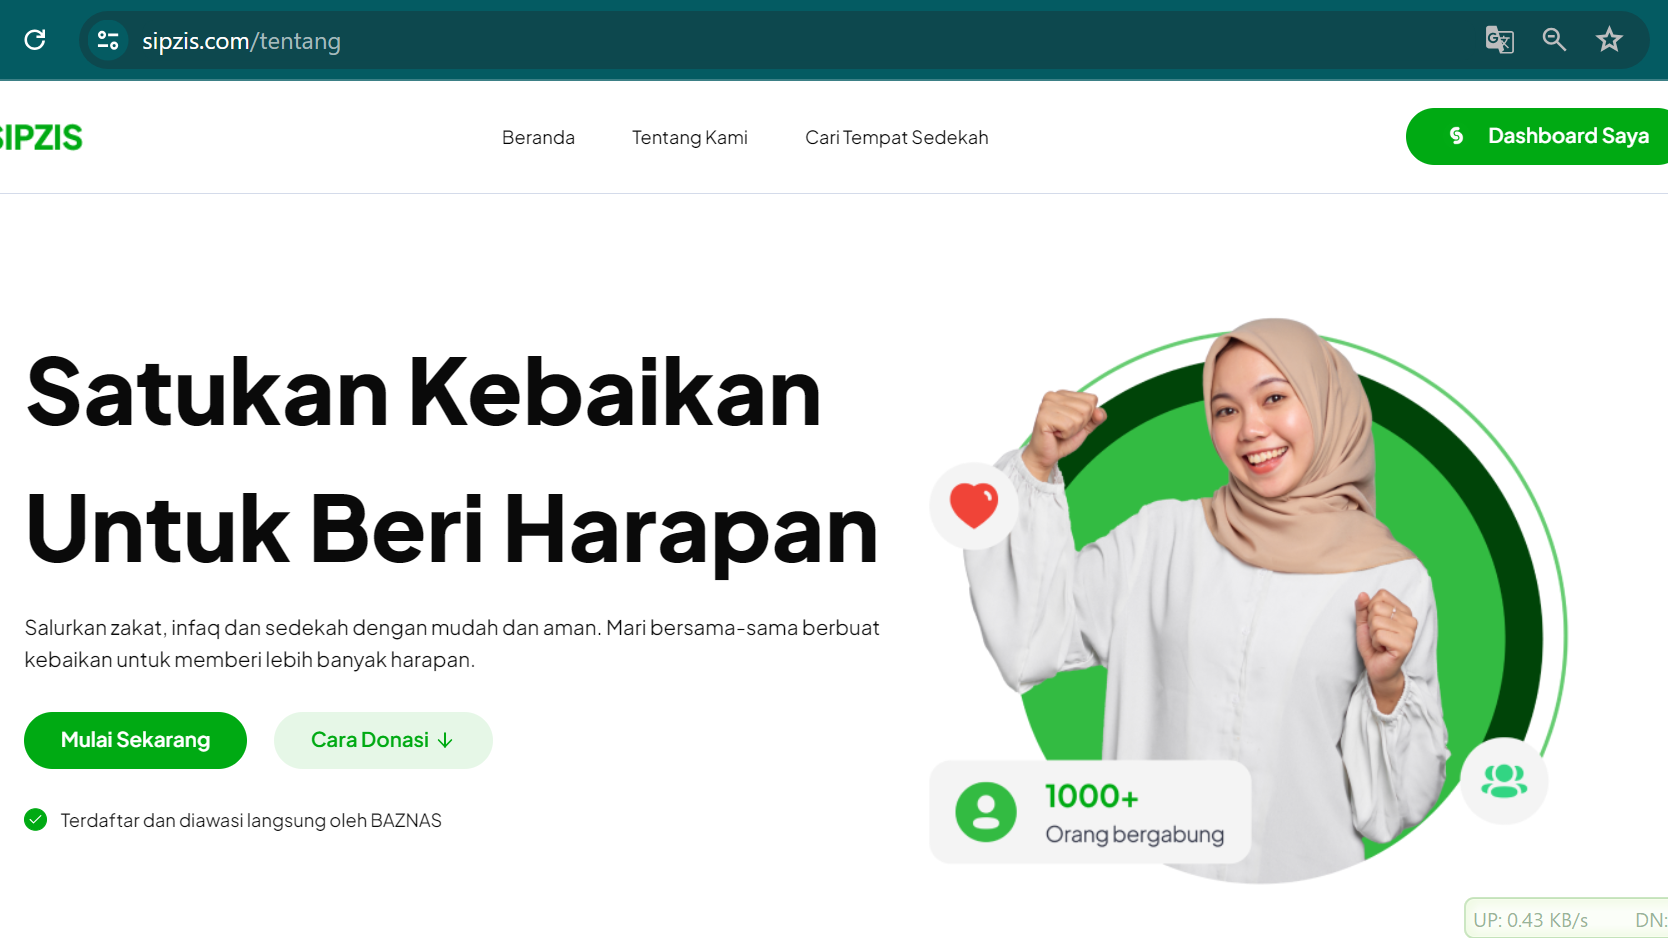 sipzis.com/tentang
SIPZIS
Beranda
Tentang Kami
Cari Tempat Sedekah
Dashboard Saya
Satukan Kebaikan
Untuk Beri Harapan
Salurkan zakat, infaq dan sedekah dengan mudah dan aman. Mari bersama-sama berbuat
kebaikan untuk memberi lebih banyak harapan.
Mulai Sekarang
Cara Donasi ↓
Terdaftar dan diawasi langsung oleh BAZNAS
1000+
Orang bergabung
UP: 0.43 KB/s
DN: